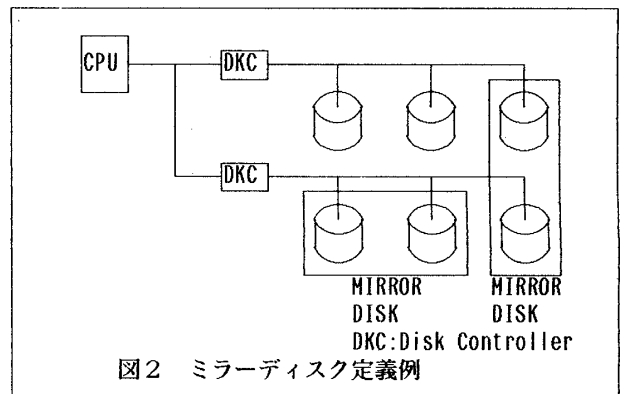 CPU
DKC
DKC
MIRROR
DISK
MIRROR
DISK
DKC:Disk Controller
図2 ミラーディスク定義例